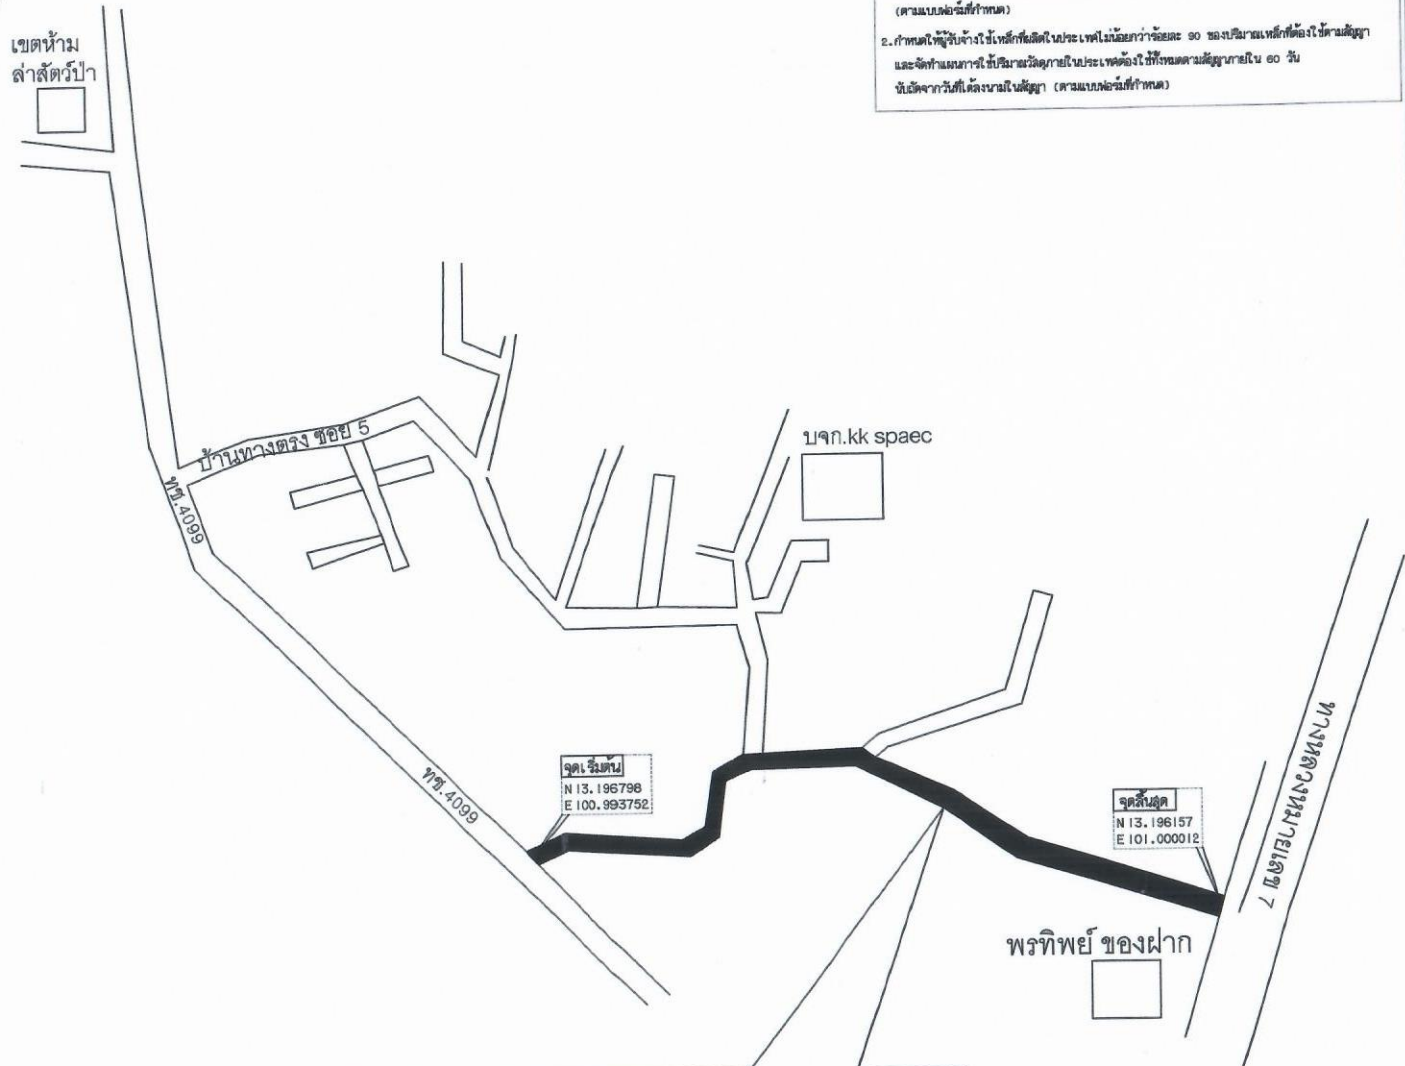 (ตามแบบฟอร์มที่กำหนด)
2.กำหนดให้ผู้รับจ้างใช้เหล็กที่ผลิตในประเทศไม่น้อยกว่าร้อยละ 90 ของปริมาณเหล็กที่ต้องใช้ตามสัญญา
และจัดทำแผนการใช้ปริมาณวัสดุภายในประเทศต้องใช้ทั้งหมดตามสัญญาภายใน 60 วัน
นับถัดจากวันที่ได้ลงนามในสัญญา (ตามแบบฟอร์มที่กำหนด)
เขตห้าม
ล่าสัตว์ป่า
บ้านทางตรง ซอย 5
บจก.kk spaec
ทช.4099
ทช.4099
จุดเริ่มต้น
N 13.196798
E 100.993752
จุดสิ้นสุด
N 13.196157
E 101.000012
ทางหลวงหมายเลข 7
พรทิพย์ ของฝาก